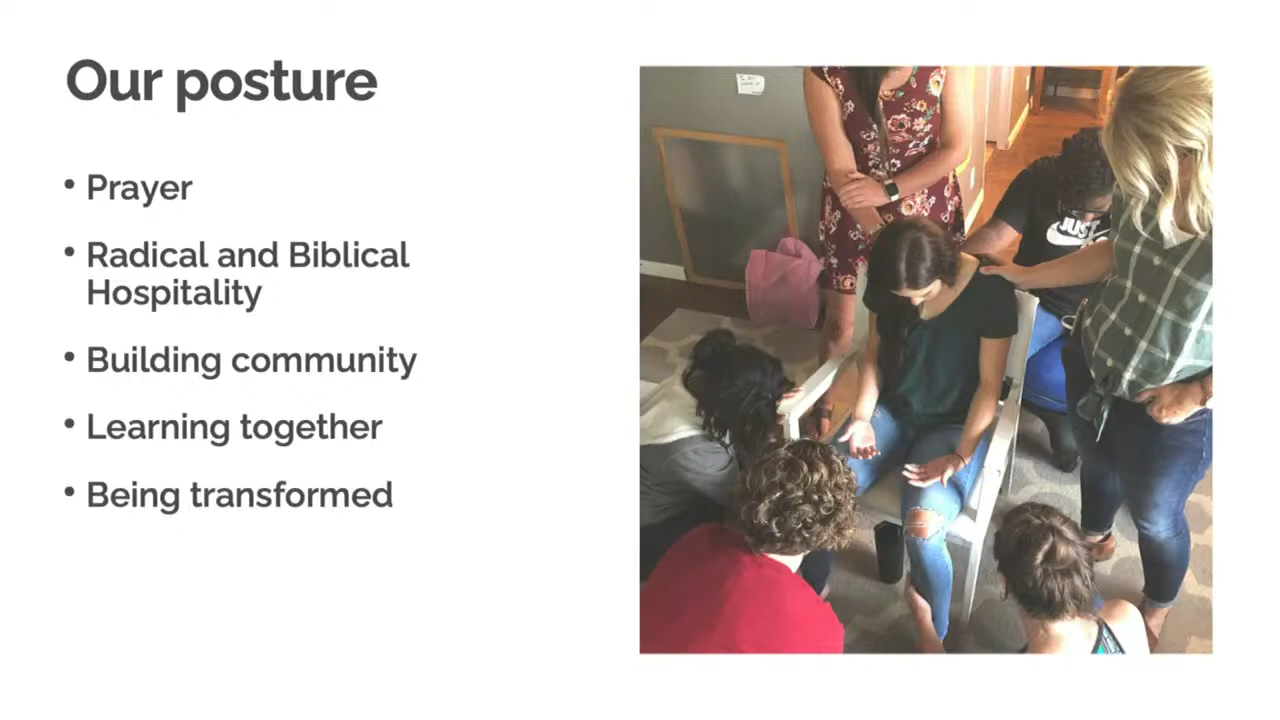 Our posture
• Prayer
• Radical and Biblical
Hospitality
• Building community
• Learning together
• Being transformed
JUST